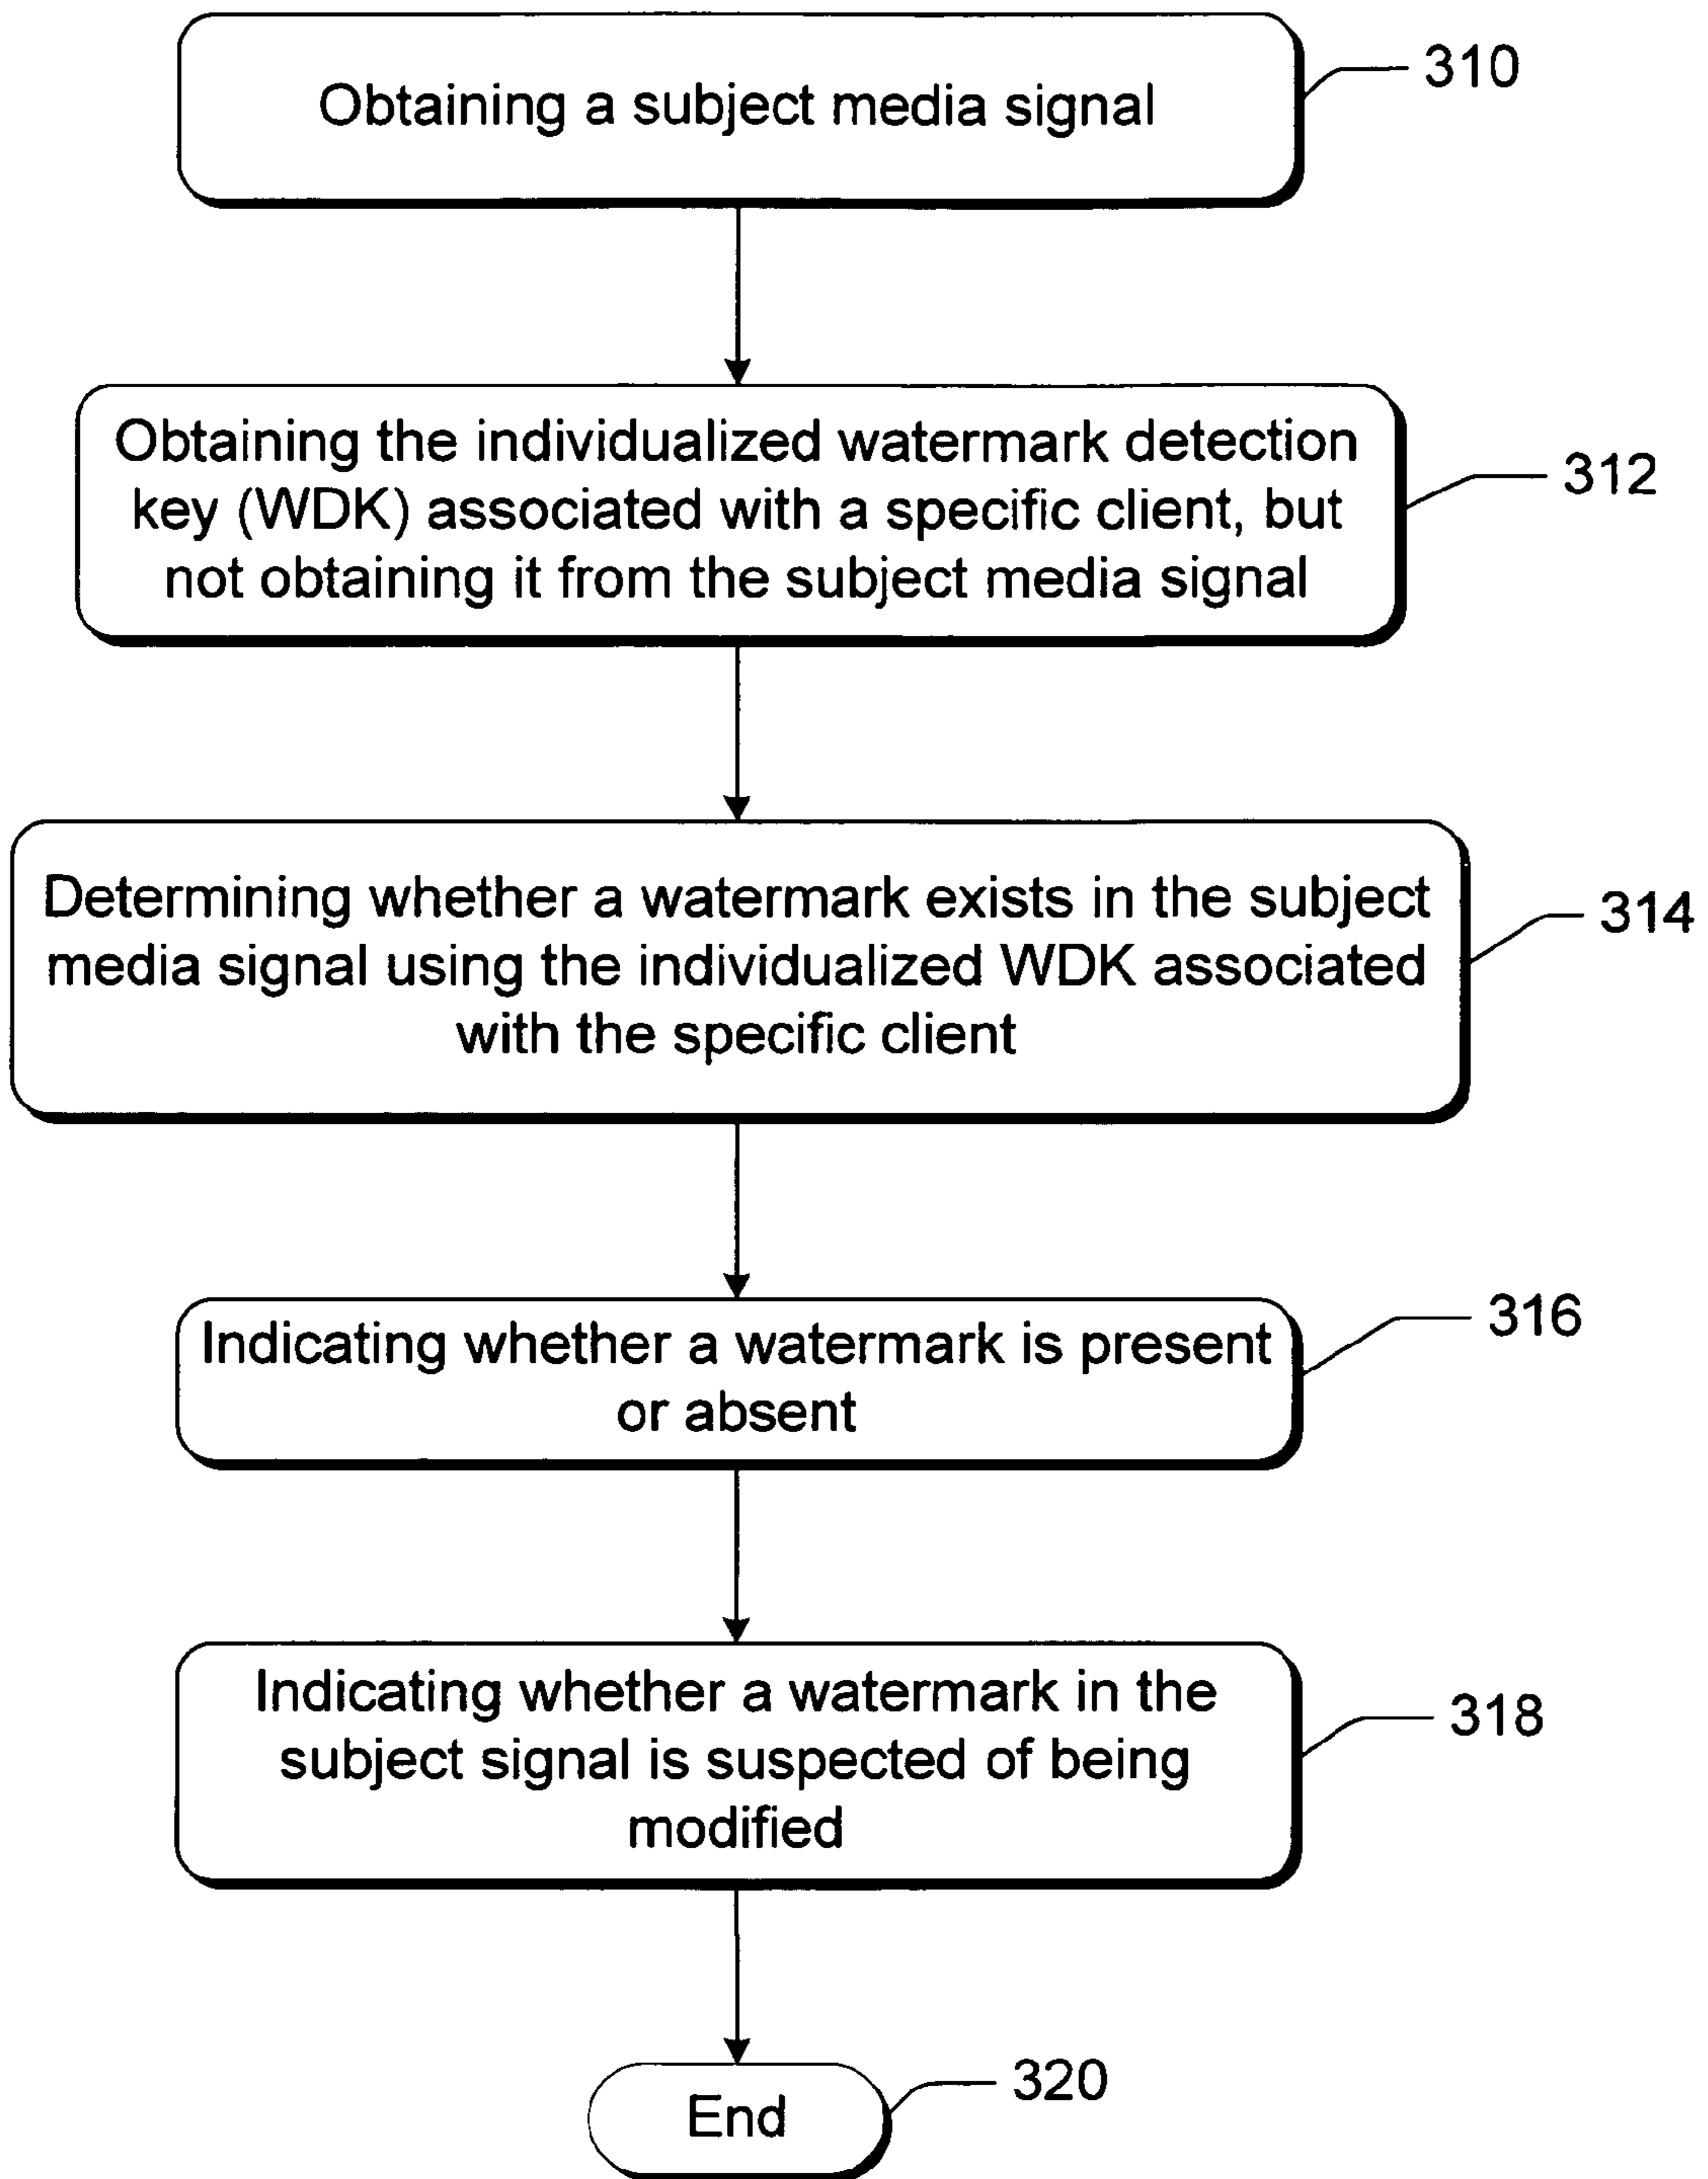 Obtaining a subject media signal
310
Obtaining the individualized watermark detection
key (WDK) associated with a specific client, but
not obtaining it from the subject media signal
312
Determining whether a watermark exists in the subject
media signal using the individualized WDK associated
with the specific client
314
Indicating whether a watermark is present
or absent
316
Indicating whether a watermark in the
subject signal is suspected of being
modified
318
End
320